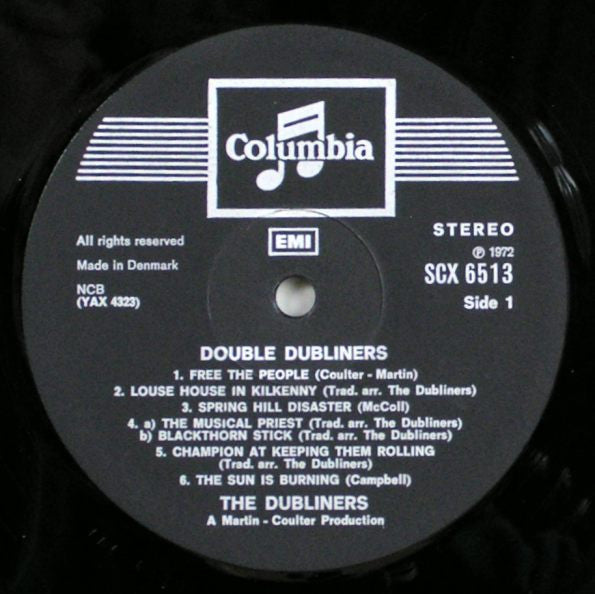 Columbia
EMI
STEREO
All rights reserved
℗ 1972
Made in Denmark
SCX 6513
NCB
(YAX 4323)
Side 1
DOUBLE DUBLINERS
1. FREE THE PEOPLE (Coulter - Martin)
2. LOUSE HOUSE IN KILKENNY (Trad. arr. The Dubliners)
3. SPRING HILL DISASTER (McColl)
4. a) THE MUSICAL PRIEST (Trad. arr. The Dubliners)
b) BLACKTHORN STICK (Trad. arr. The Dubliners)
5. CHAMPION AT KEEPING THEM ROLLING
(Trad. arr. The Dubliners)
6. THE SUN IS BURNING (Campbell)
THE DUBLINERS
A Martin - Coulter Production